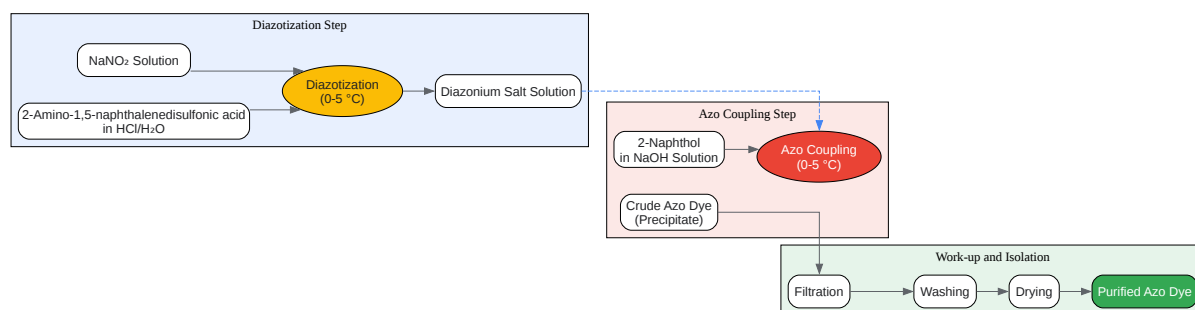 Diazotization Step
NaNO₂ Solution
2-Amino-1,5-naphthalenedisulfonic acid
in HCl/H₂O
Diazotization
(0-5 °C)
Diazonium Salt Solution
Azo Coupling Step
2-Naphthol
in NaOH Solution
Azo Coupling
(0-5 °C)
Crude Azo Dye
(Precipitate)
Work-up and Isolation
Filtration
Washing
Drying
Purified Azo Dye